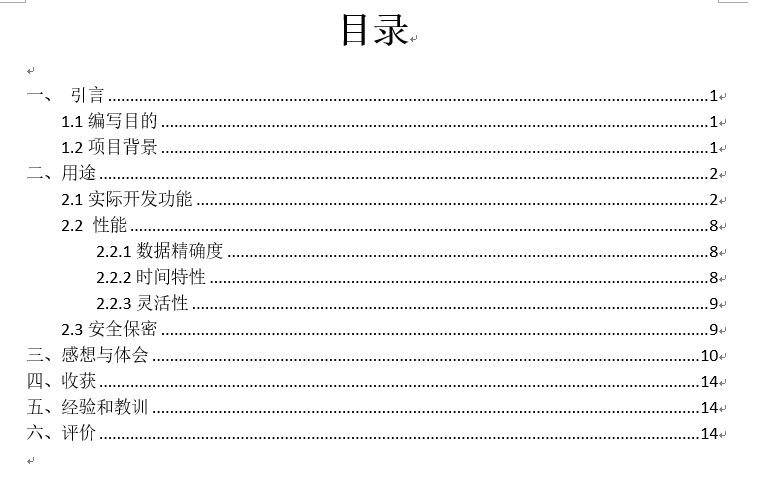 目录
一、 引言 1
1.1 编写目的 1
1.2 项目背景 1
二、用途 2
2.1 实际开发功能 2
2.2 性能 8
2.2.1 数据精确度 8
2.2.2 时间特性 8
2.2.3 灵活性 9
2.3 安全保密 9
三、感想与体会 10
四、收获 14
五、经验和教训 14
六、评价 14